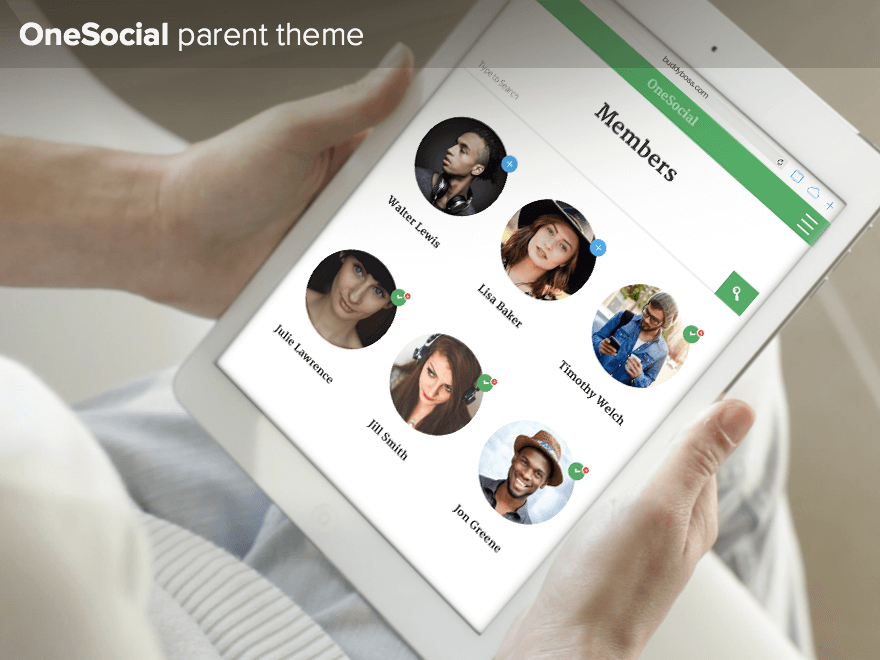 OneSocial parent theme
buddyboss.com
OneSocial
Type to Search
Members
Walter Lewis
Lisa Baker
Timothy Welch
Julie Lawrence
Jill Smith
Jon Greene